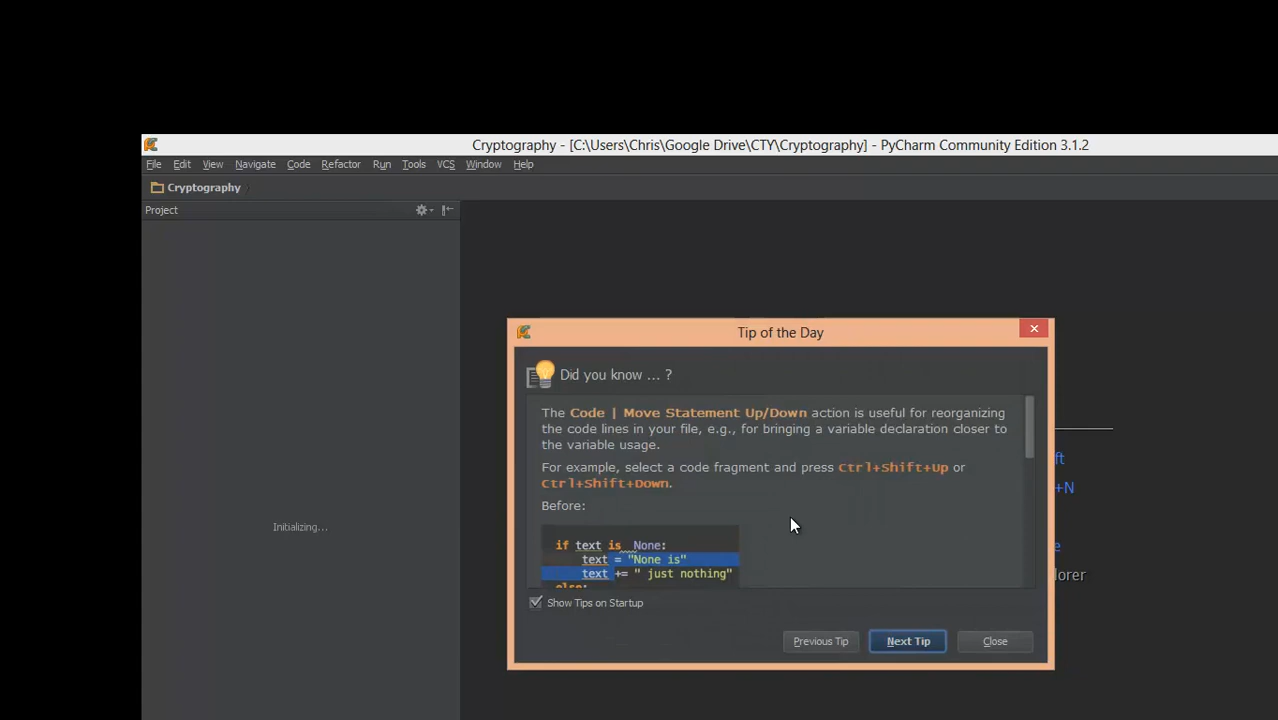 Cryptography - [C:\Users\Chris\Google Drive\CTY\Cryptography] - PyCharm Community Edition 3.1.2
File Edit View Navigate Code Refactor Run Tools VCS Window Help
Cryptography
Project
Tip of the Day
Did you know ... ?
The Code | Move Statement Up/Down action is useful for reorganizing
the code lines in your file, e.g., for bringing a variable declaration closer to
the variable usage.
For example, select a code fragment and press Ctrl+Shift+Up or
Ctrl+Shift+Down.
Before:
if text is None:
text = "None is"
text += " just nothing"
else:
Show Tips on Startup
Previous Tip Next Tip Close
Initializing...
ft
+N
e
orer